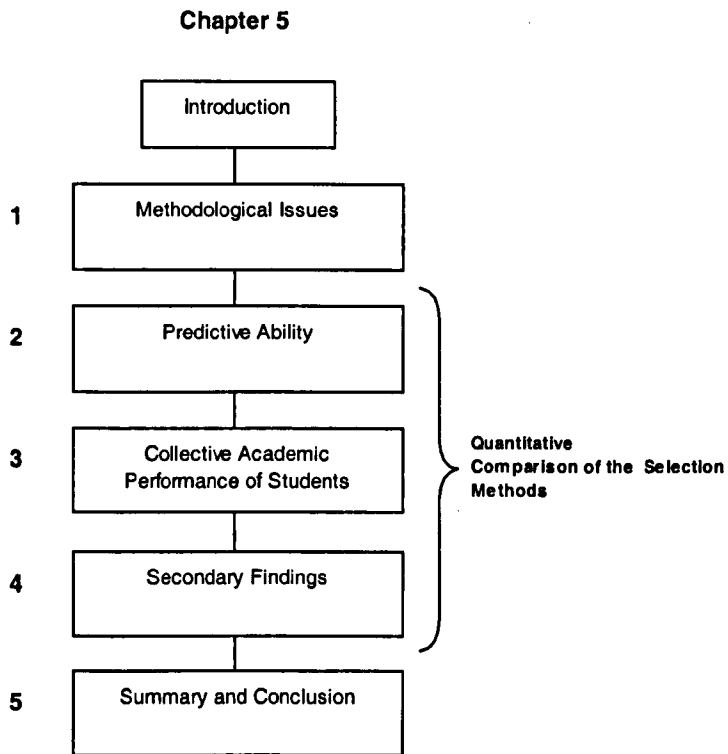 Chapter 5
Introduction
1
Methodological Issues
2
Predictive Ability
3
Collective Academic
Performance of Students
Quantitative
Comparison of the Selection
Methods
4
Secondary Findings
5
Summary and Conclusion